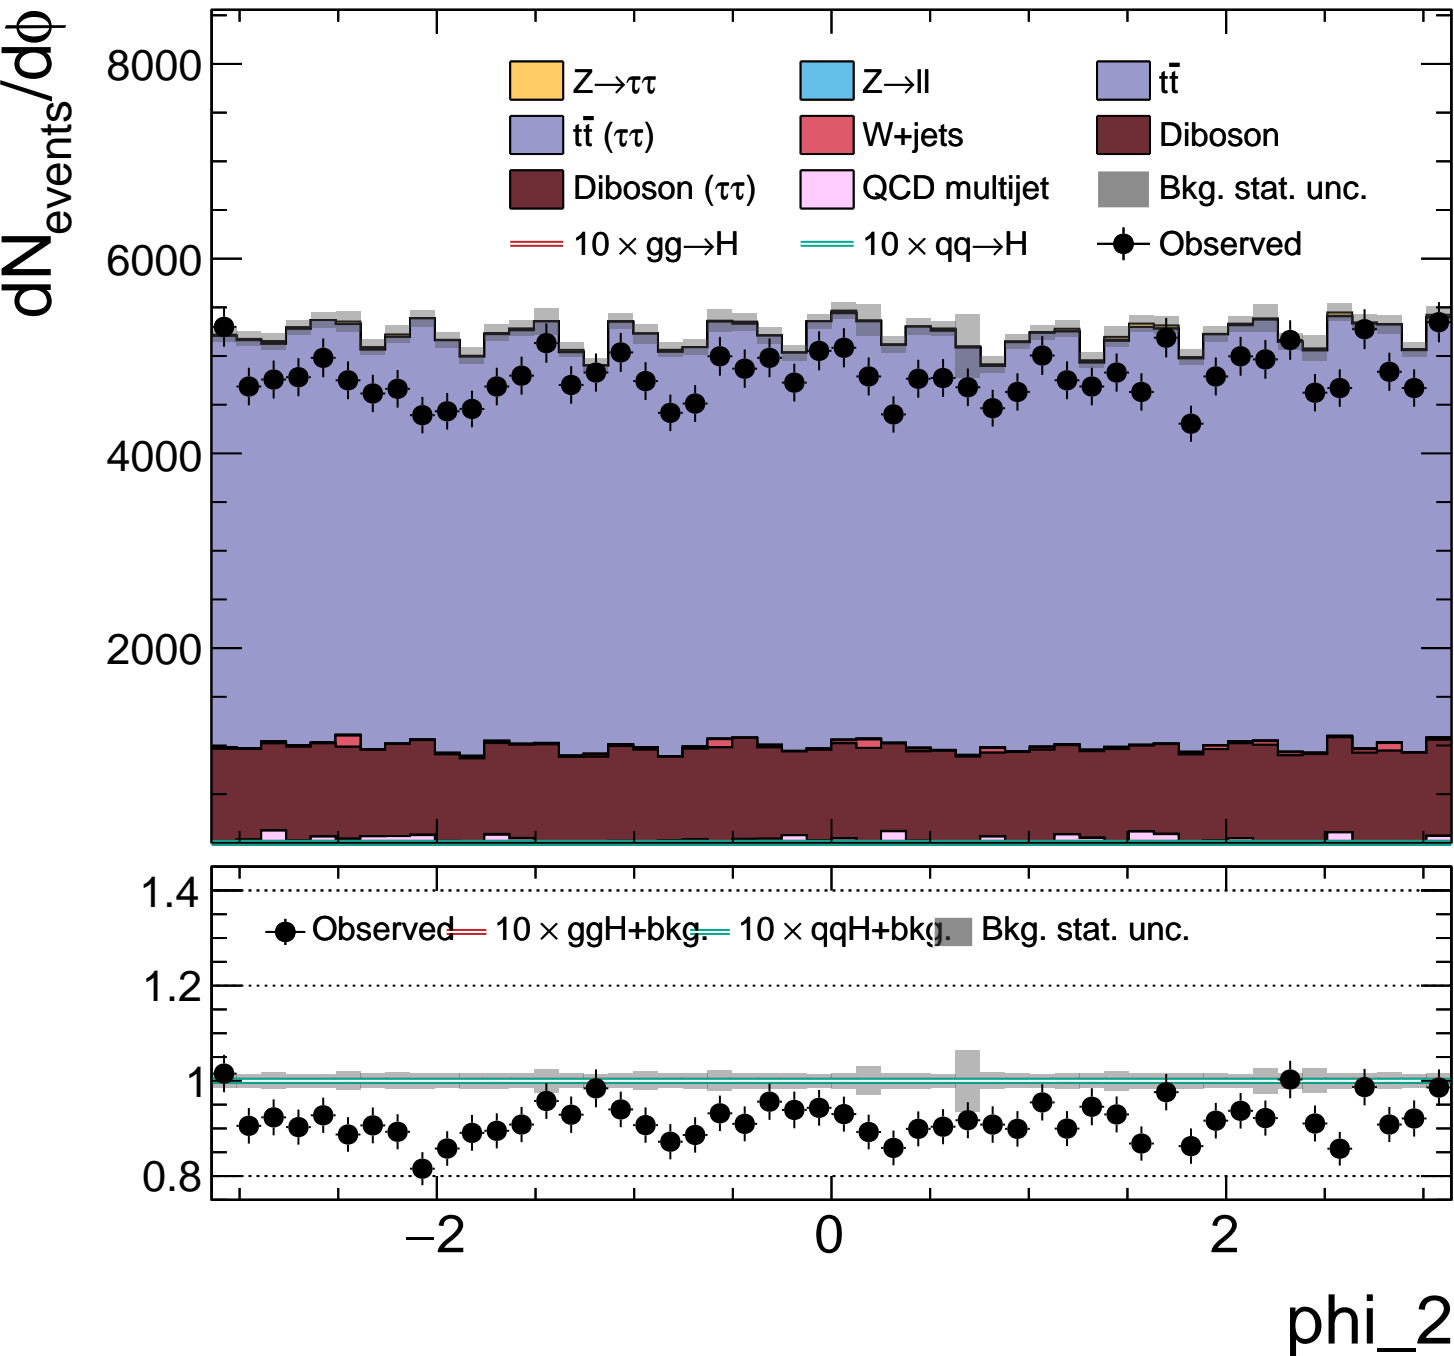 dN_events/dϕ
8000
6000
4000
2000
Z→ττ Z→ll tt̄
tt̄ (ττ) W+jets Diboson
Diboson (ττ) QCD multijet Bkg. stat. unc.
10 × gg→H 10 × qq→H Observed
1.4
1.2
1
0.8
Observed 10 × ggH+bkg. 10 × qqH+bkg. Bkg. stat. unc.
−2 0 2
phi_2